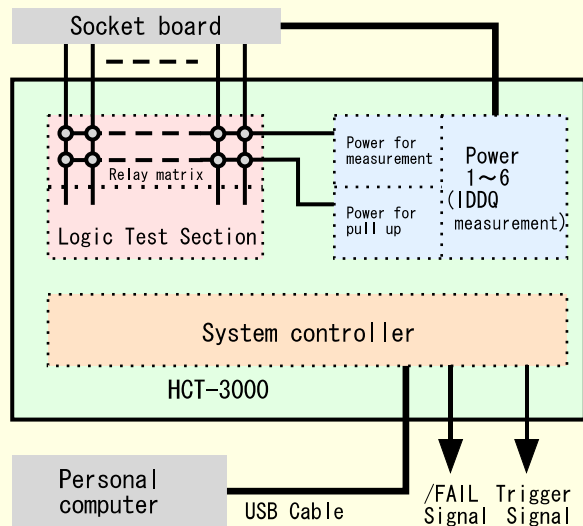 Socket board
Relay matrix
Logic Test Section
Power for
measurement
Power for
pull up
Power
1～6
(IDDQ
measurement)
System controller
HCT-3000
Personal
computer
USB Cable
/FAIL
Signal
Trigger
Signal